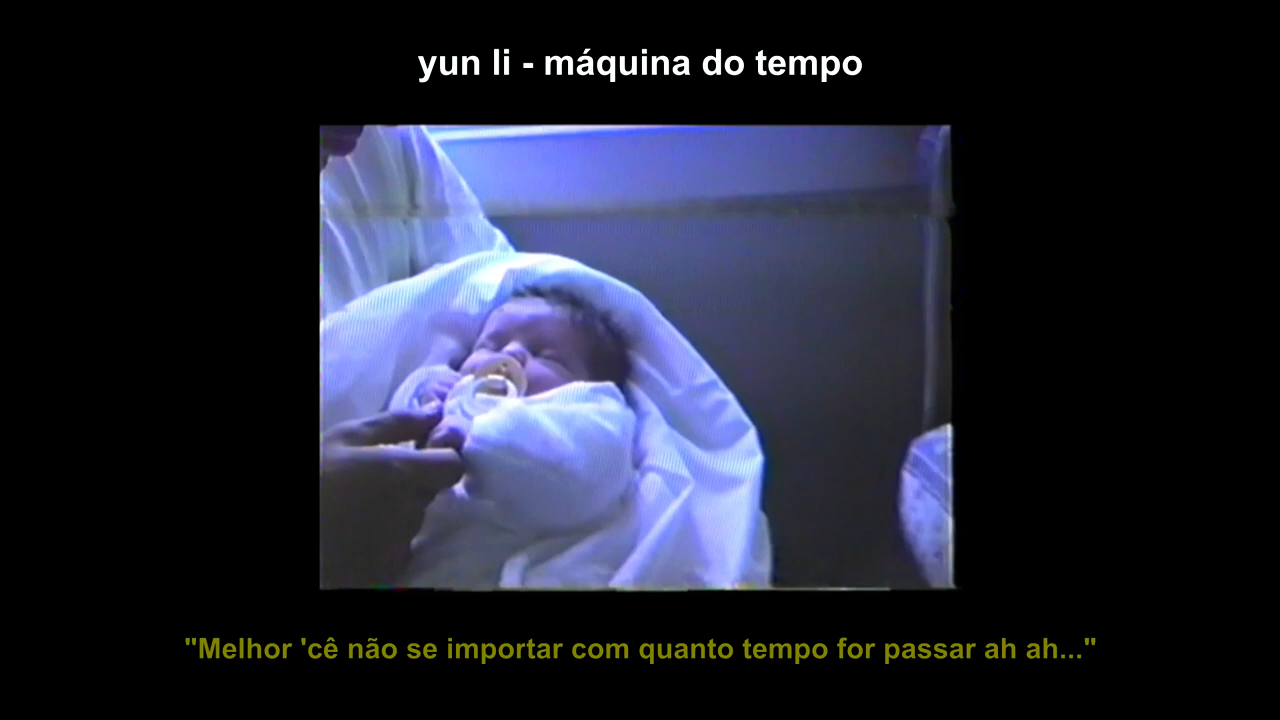 yun li - máquina do tempo
"Melhor 'cê não se importar com quanto tempo for passar ah ah..."